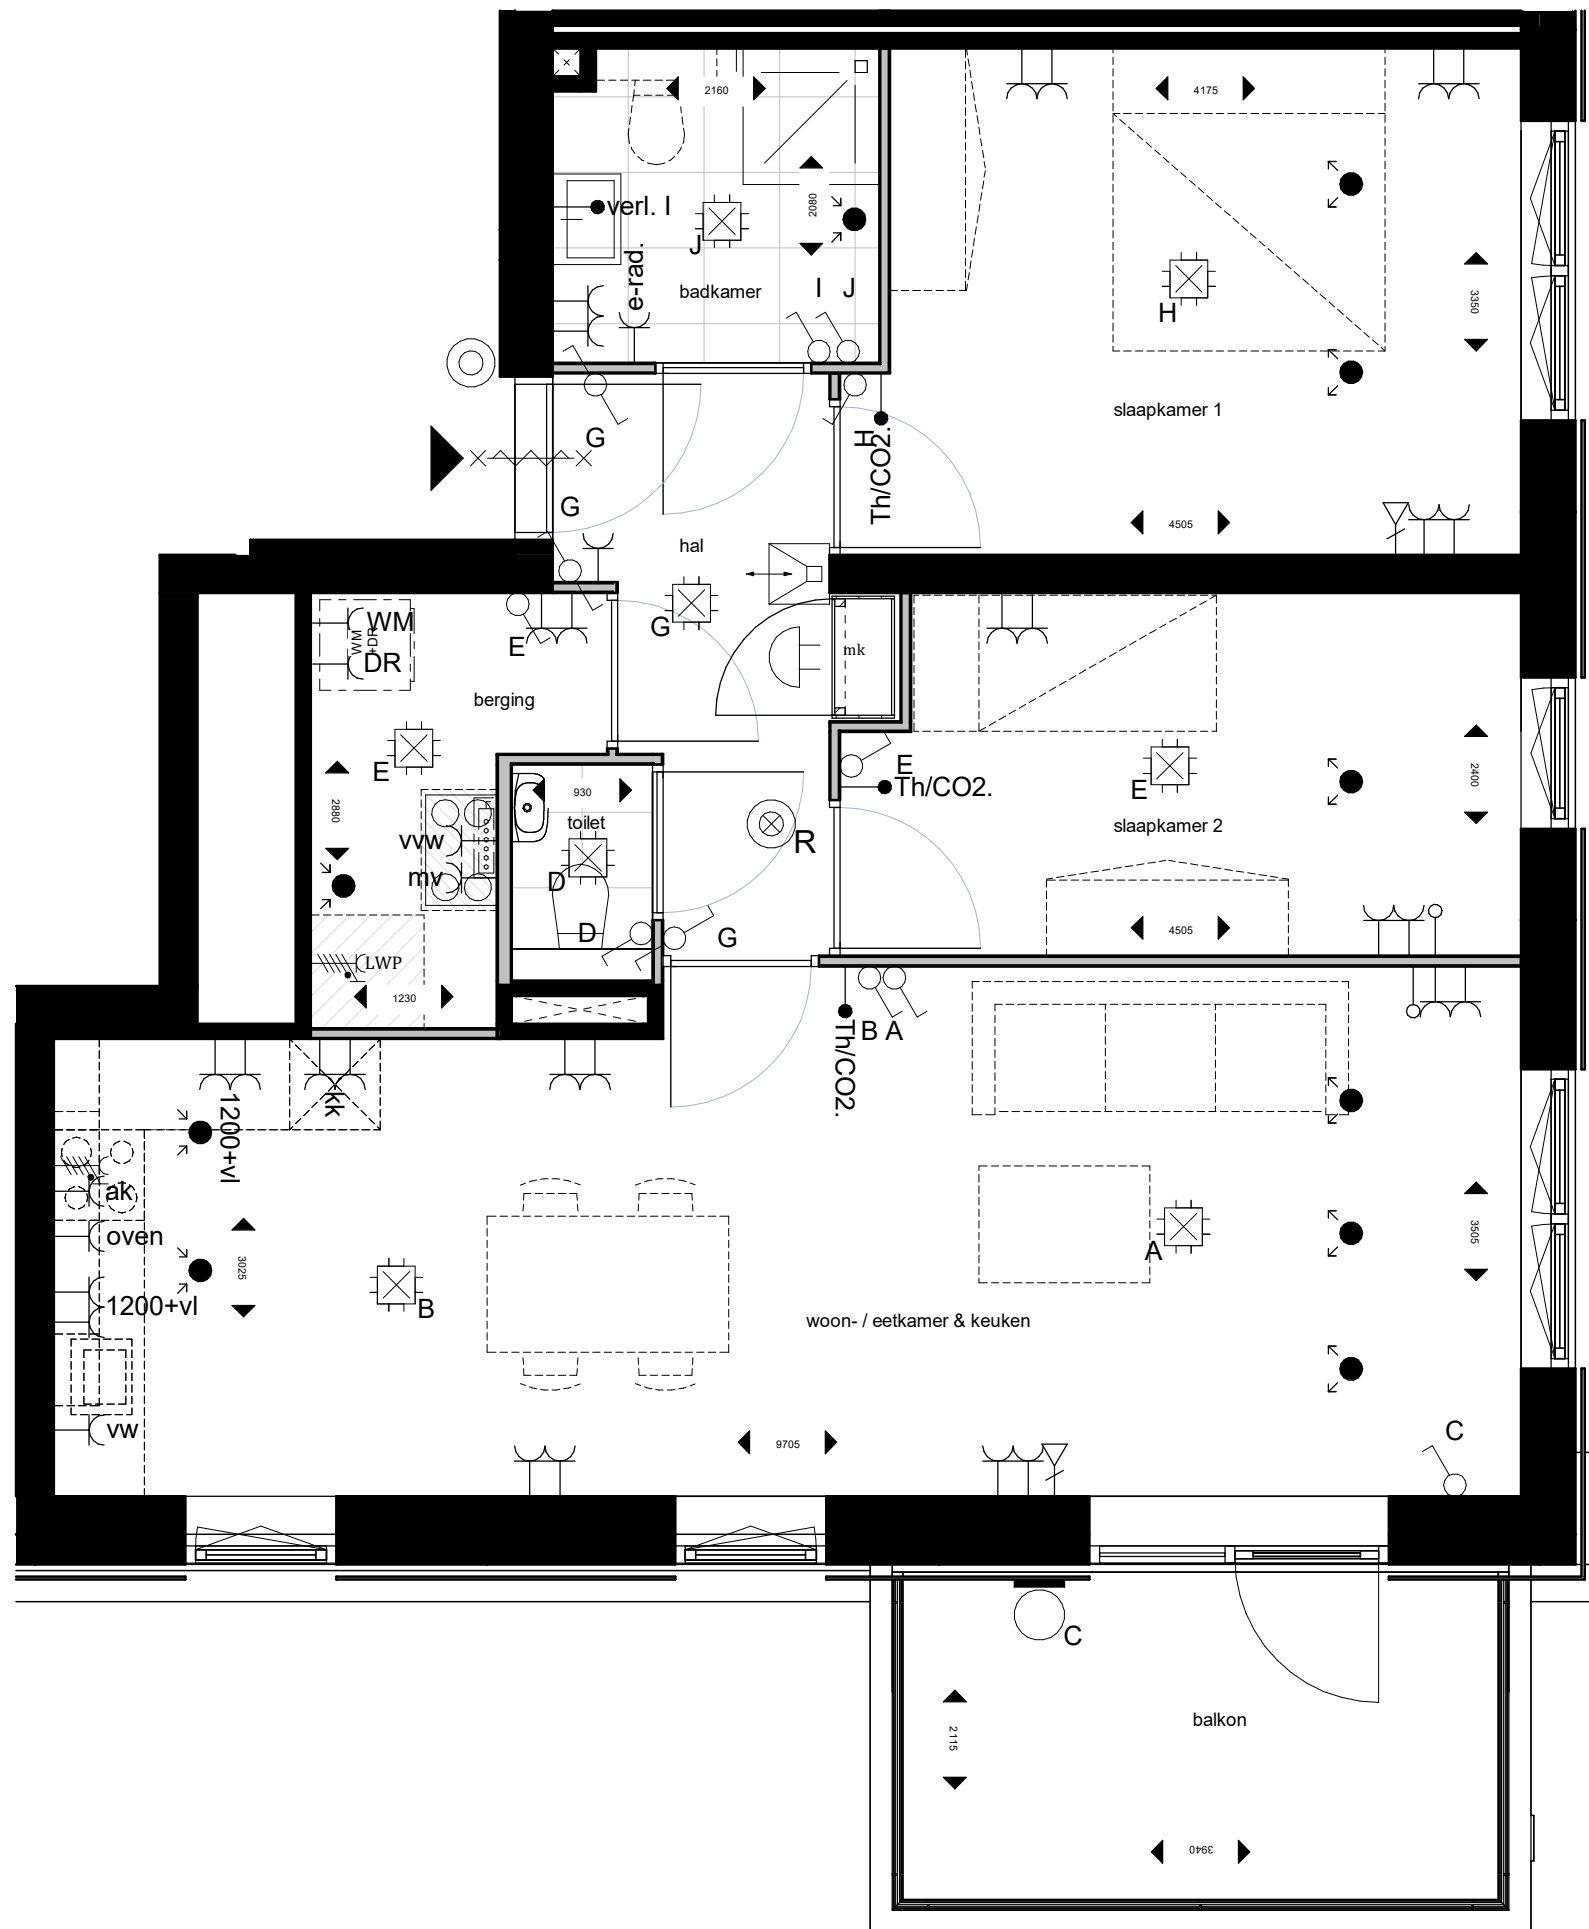 2160
4175
verl. I
2080
J
e-rad.
badkamer
I J
H
3350
slaapkamer 1
G
H
Th/CO2.
G
4505
hal
WM
WM
+DR
DR
E
G
mk
berging
E
E
Th/CO2.
E
2400
930
toilet
2880
vvw
mv
R
slaapkamer 2
D
D
G
4505
LWP
1230
B A
Th/CO2.
kk
1200+vl
ak
oven
3025
1200+vl
B
A
3505
woon- / eetkamer & keuken
vw
9705
C
C
balkon
2115
3940